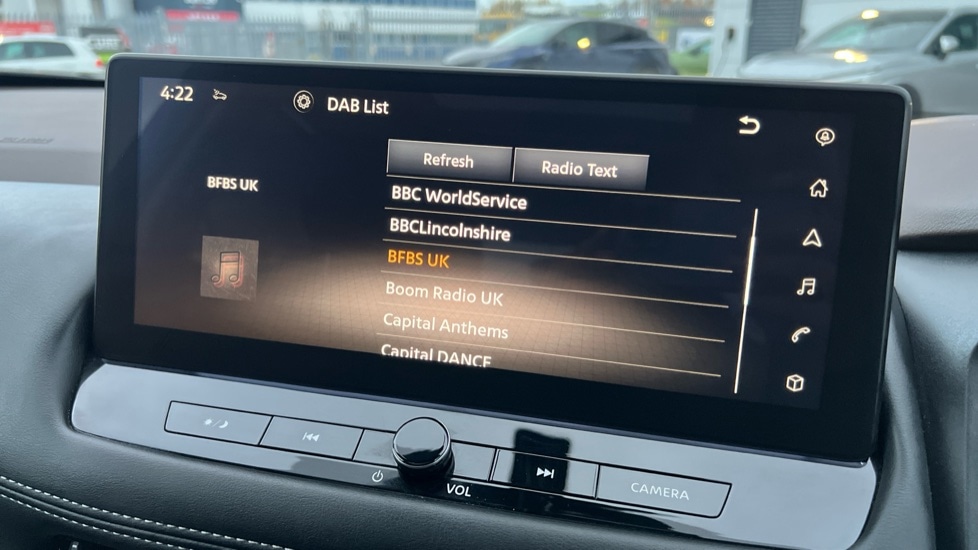 4:22
DAB List
Refresh
Radio Text
BFBS UK
BBC WorldService
BBCLincolnshire
BFBS UK
Boom Radio UK
Capital Anthems
Capital DANCE
VOL
CAMERA